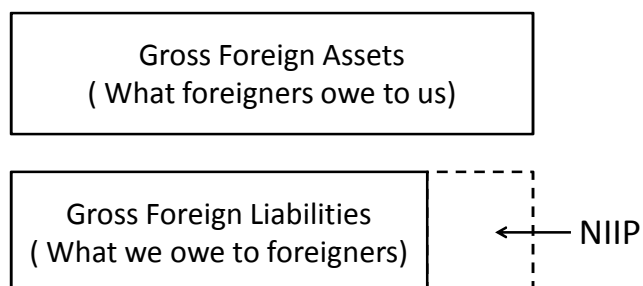 Gross Foreign Assets
( What foreigners owe to us)
Gross Foreign Liabilities
( What we owe to foreigners)
NIIP